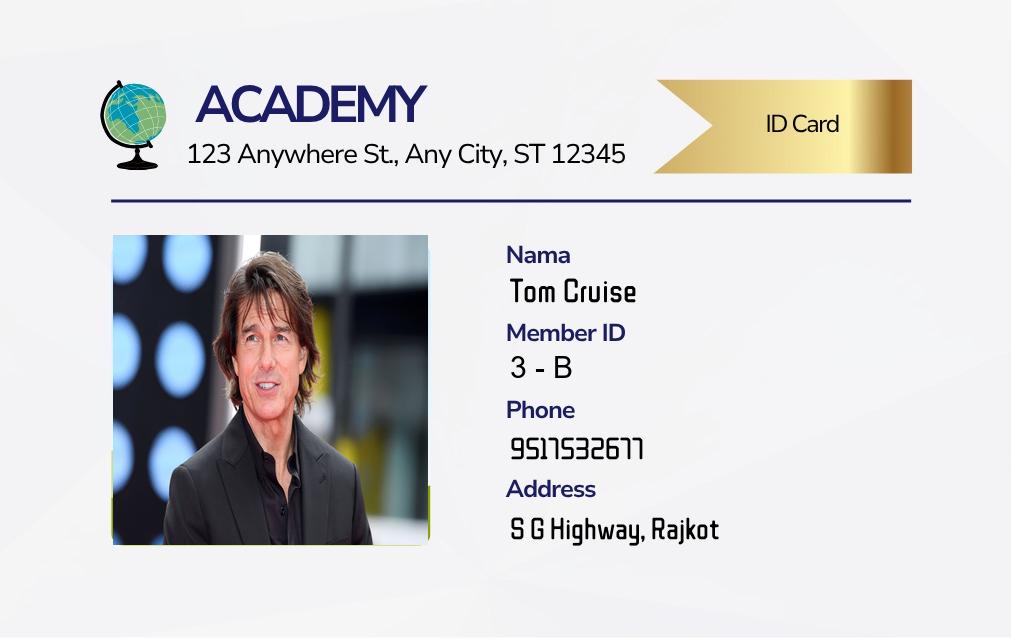 ACADEMY
123 Anywhere St., Any City, ST 12345
ID Card
Nama
Tom Cruise
Member ID
3 - B
Phone
9517532677
Address
S G Highway, Rajkot